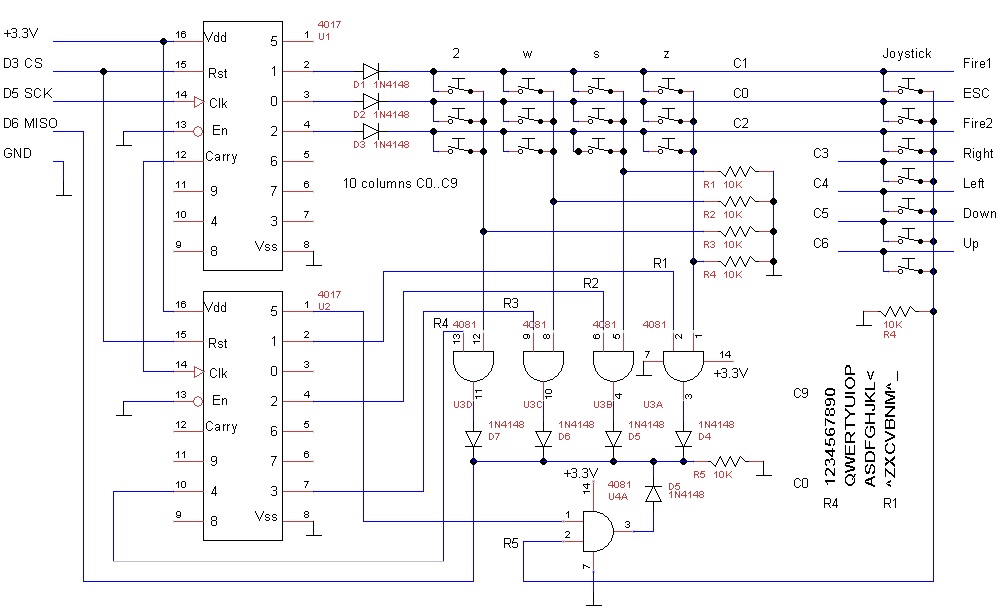 +3.3V
D3 CS
D5 SCK
D6 MISO
GND
4017
U1
16 Vdd 5 1
15 Rst 1 2
14 Clk 0 3
13 En 2 4
12 Carry 6 5
11 9 7 6
10 4 3 7
9 8 Vss 8
D1 1N4148
D2 1N4148
D3 1N4148
2 w s z
C1
C0
C2
10 columns C0..C9
Joystick
Fire1
ESC
Fire2
C3 Right
C4 Left
C5 Down
C6 Up
R1 10K
R2 10K
R3 10K
R4 10K
10K
R4
4017
U2
16 Vdd 5 1
15 Rst 1 2
14 Clk 0 3
13 En 2 4
12 Carry 6 5
11 9 7 6
10 4 3 7
9 8 Vss 8
R1
R2
R3
R4
4081 4081 4081 4081
13 12 9 8 6 5 2 1
7 14
+3.3V
U3D 11 U3C 10 U3B 4 U3A 3
1N4148 D7
1N4148 D6
1N4148 D5
1N4148 D4
R5 10K
+3.3V
14
4081
U4A
D5
1N4148
1
2
3
7
R5
C9
C0
1234567890
QWERTYUIOP
ASDFGHJKL<
^ZXCVBNM^_
R4 R1